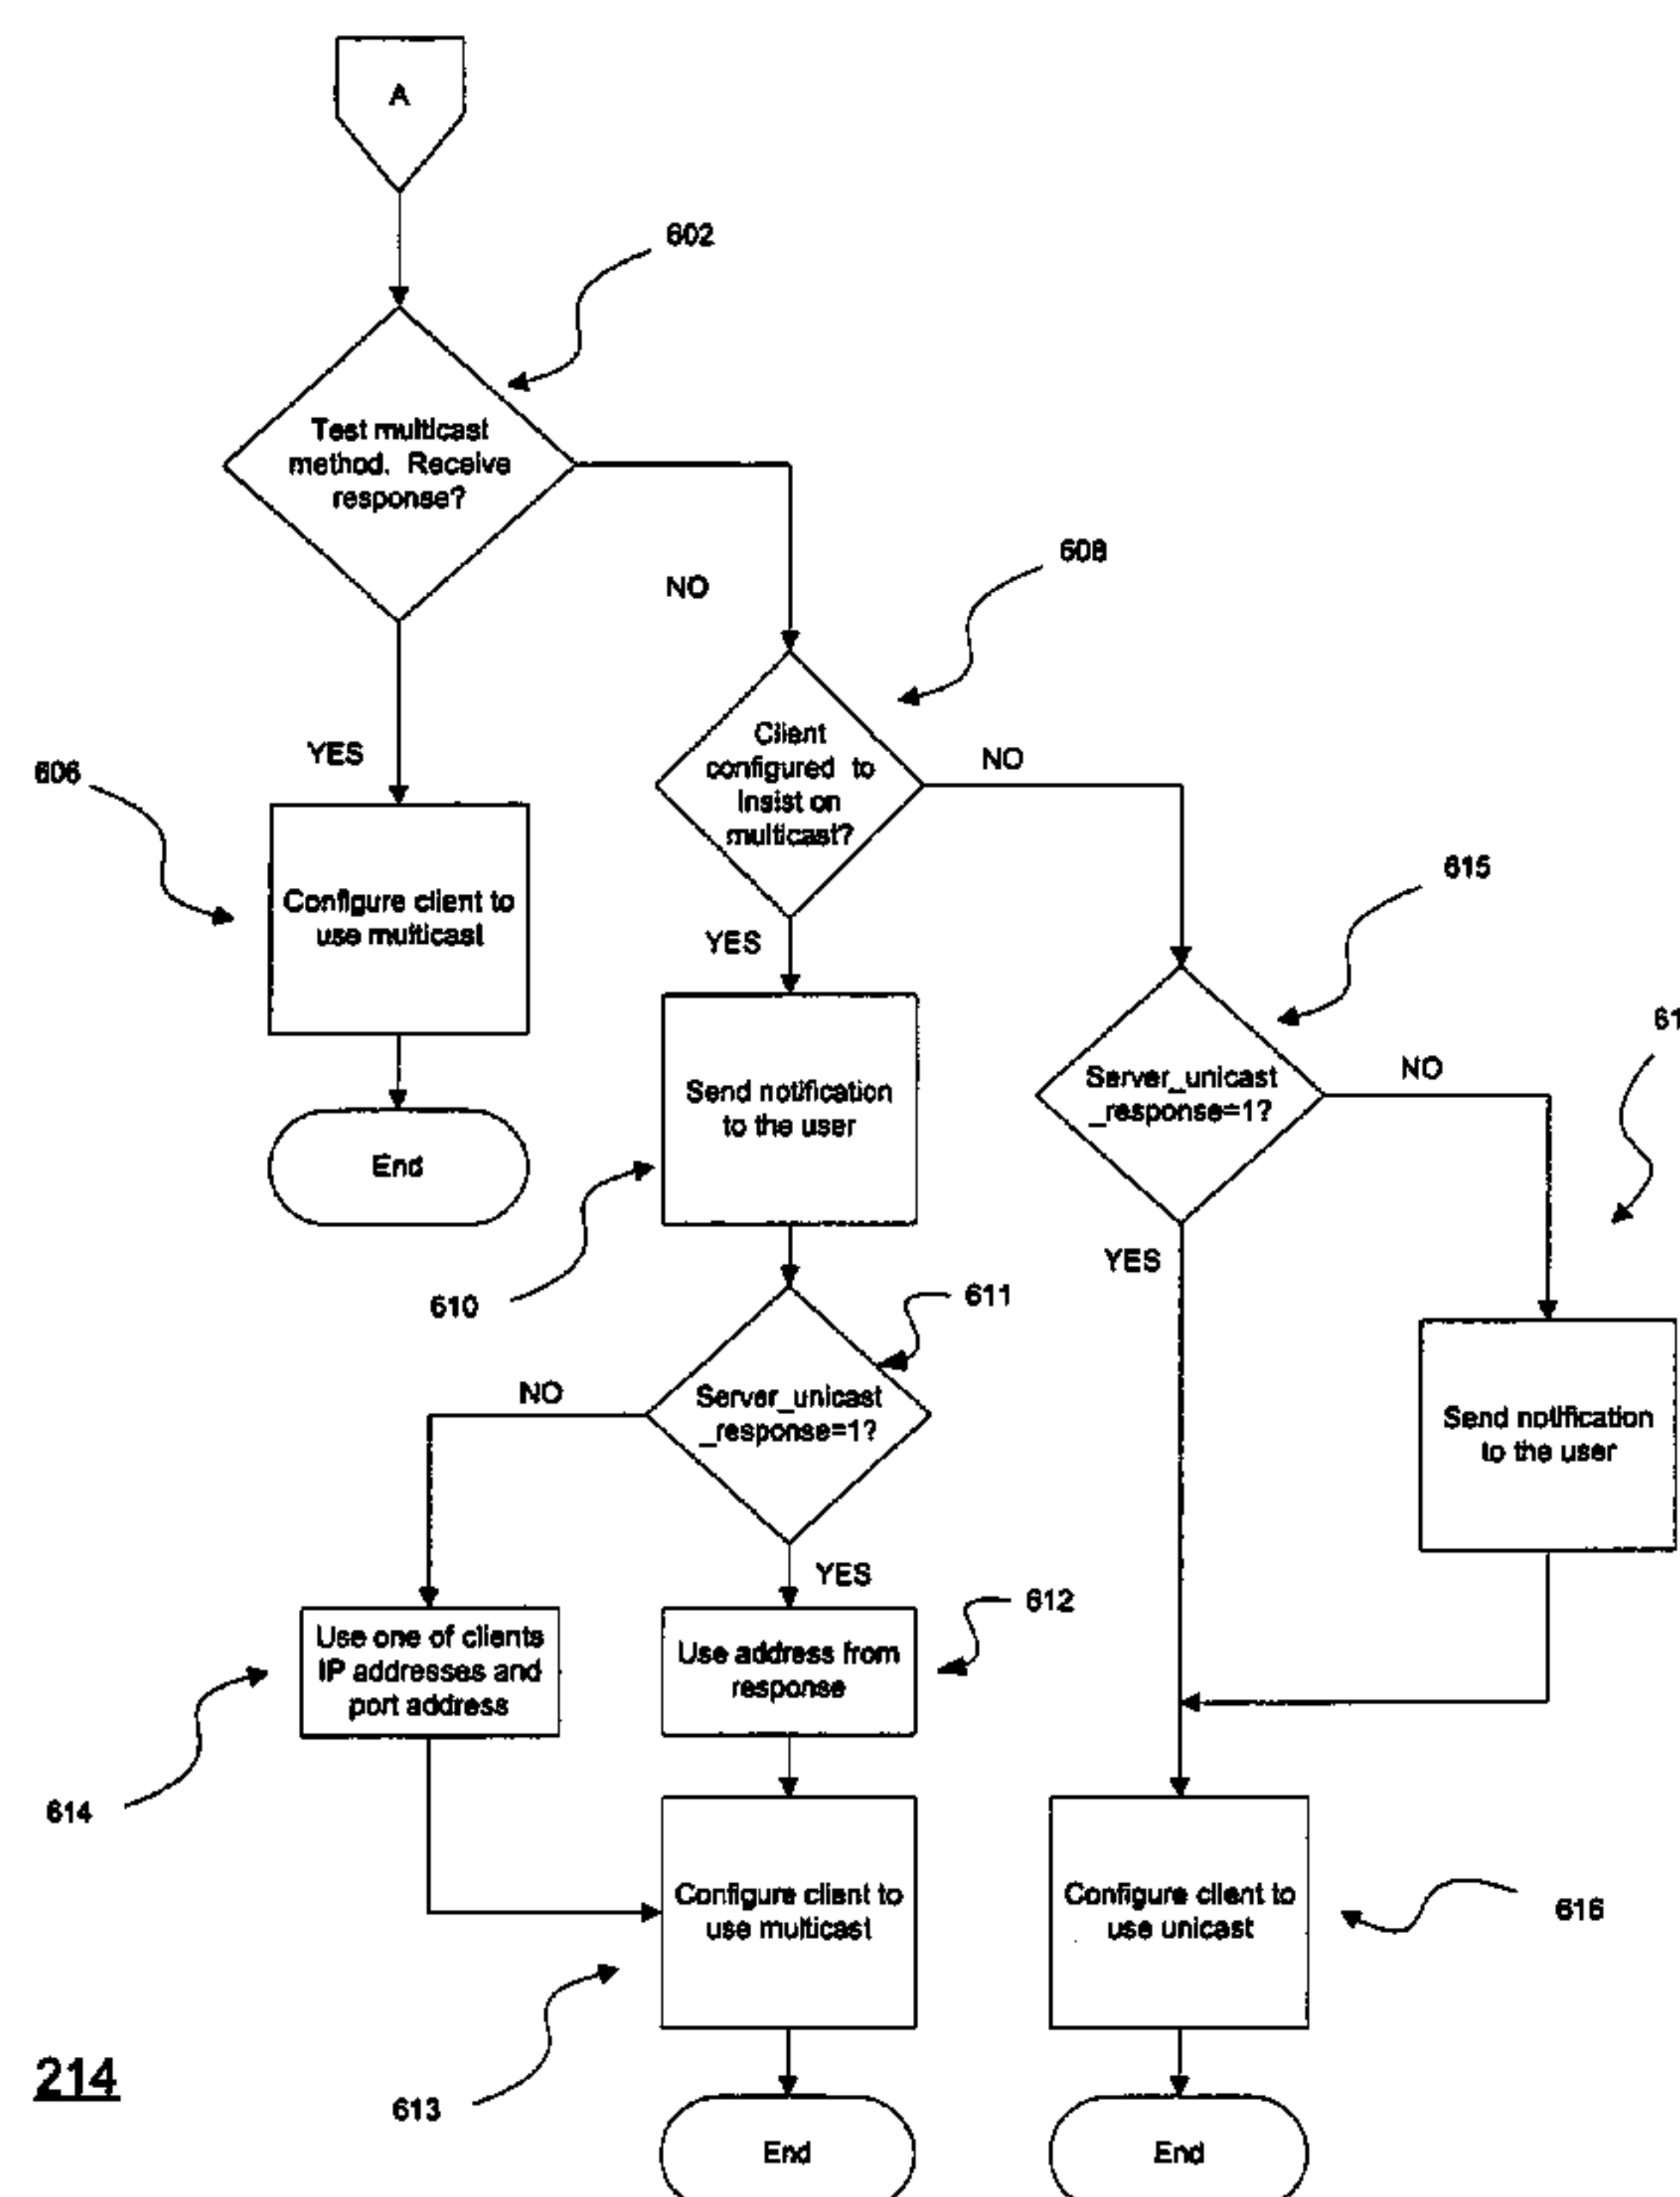 A
602
Test multicast
method. Receive
response?
NO
608
YES
606
Client
configured to
insist on
multicast?
NO
615
Configure client to
use multicast
YES
Send notification
to the user
Server_unicast
_response=1?
NO
End
610
YES
611
Server_unicast
_response=1?
NO
Send notification
to the user
YES
612
Use one of clients
IP addresses and
port address
Use address from
response
614
Configure client to
use multicast
Configure client to
use unicast
616
214
613
End
End